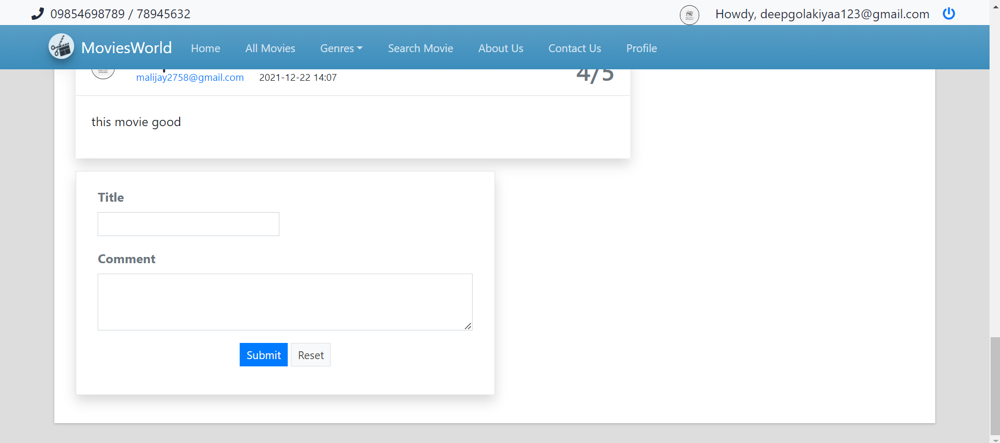 09854698789 / 78945632
Howdy, deepgolakiyaa123@gmail.com
MoviesWorld Home All Movies Genres Search Movie About Us Contact Us Profile
malijay2758@gmail.com 2021-12-22 14:07 4/5
this movie good
Title
Comment
Submit Reset